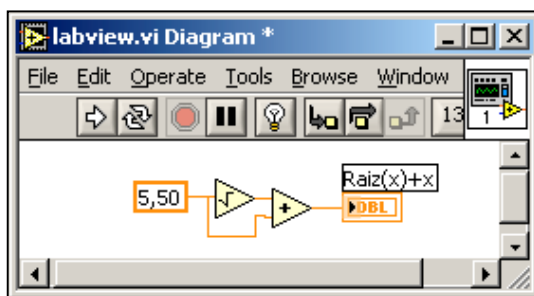 labview.vi Diagram *
File Edit Operate Tools Browse Window
13
1
Raiz(x)+x
5,50
√
+
DBL